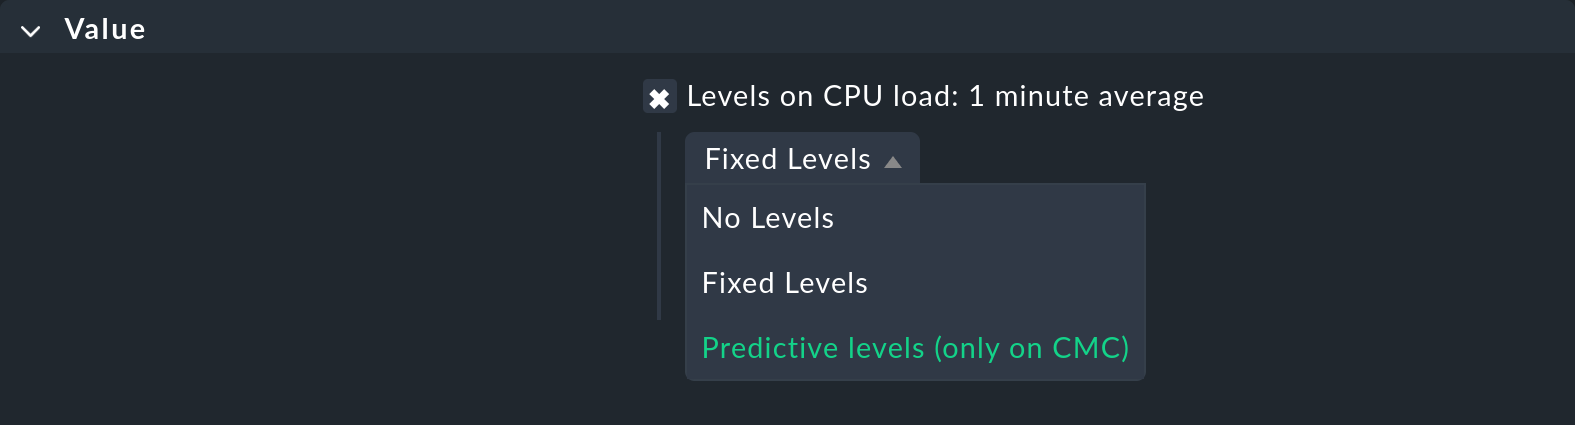 Value
Levels on CPU load: 1 minute average
Fixed Levels
No Levels
Fixed Levels
Predictive levels (only on CMC)